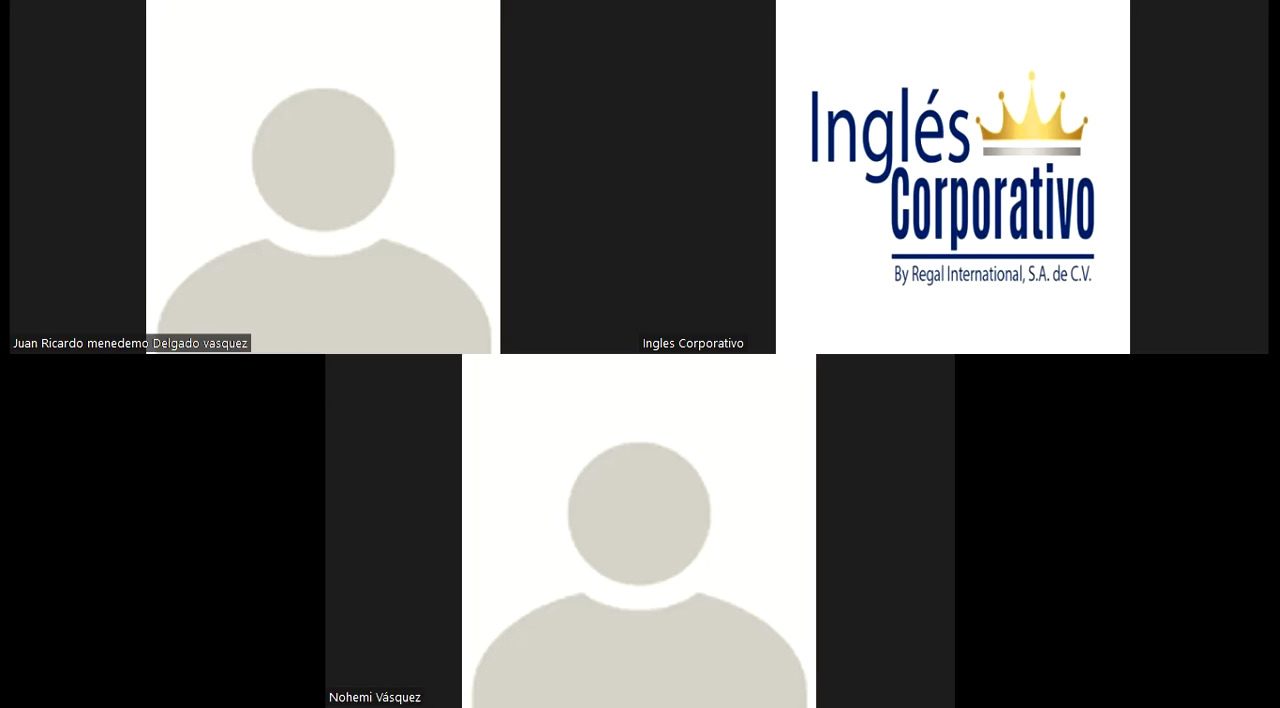 Inglés
Corporativo
By Regal International, S.A. de C.V.
Juan Ricardo menedemo Delgado vasquez
Ingles Corporativo
Nohemi Vásquez